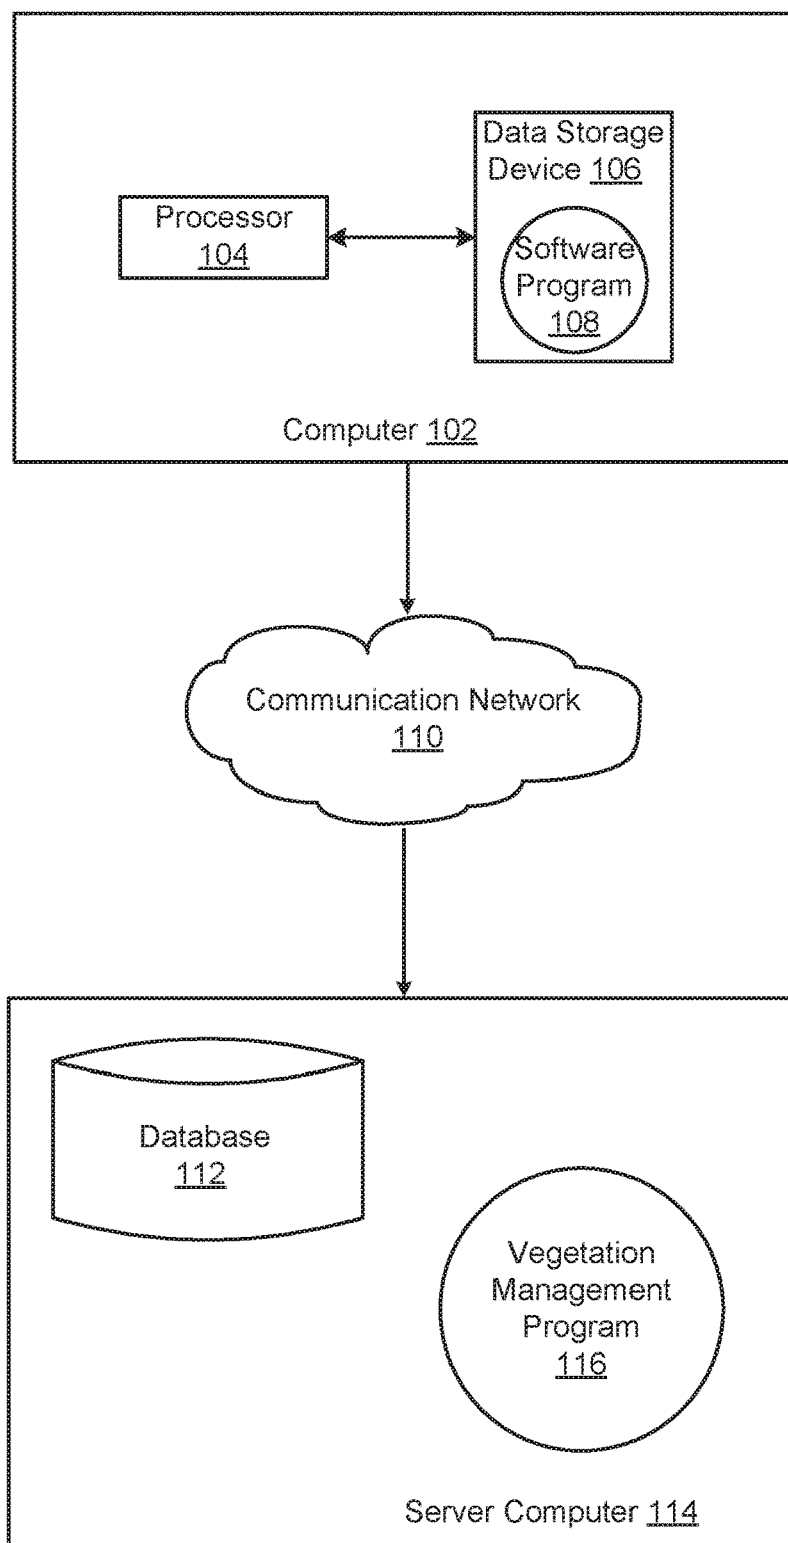 Data Storage
Device 106
Processor
104
Software
Program
108
Computer 102
Communication Network
110
Database
112
Vegetation
Management
Program
116
Server Computer 114